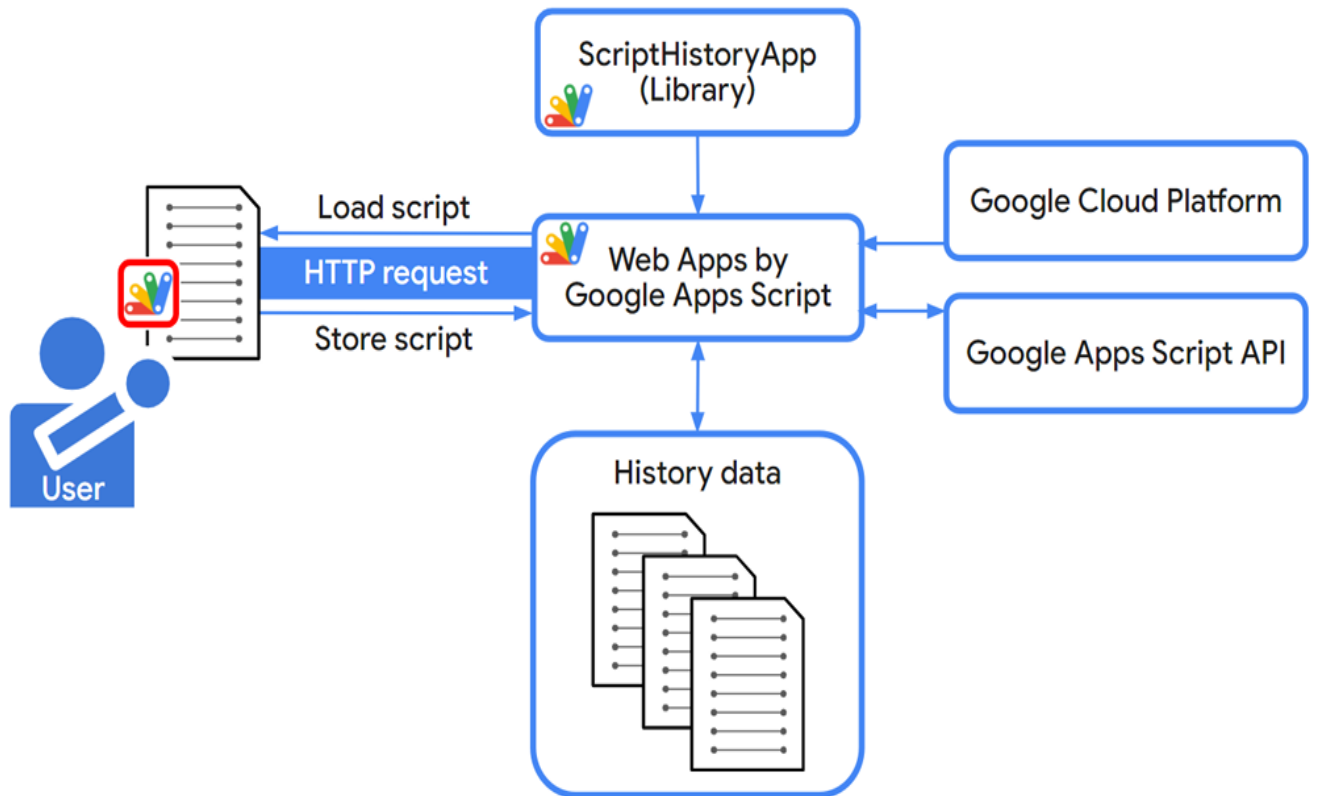 ScriptHistoryApp
(Library)
Google Cloud Platform
Load script
HTTP request
Store script
Web Apps by
Google Apps Script
Google Apps Script API
User
History data